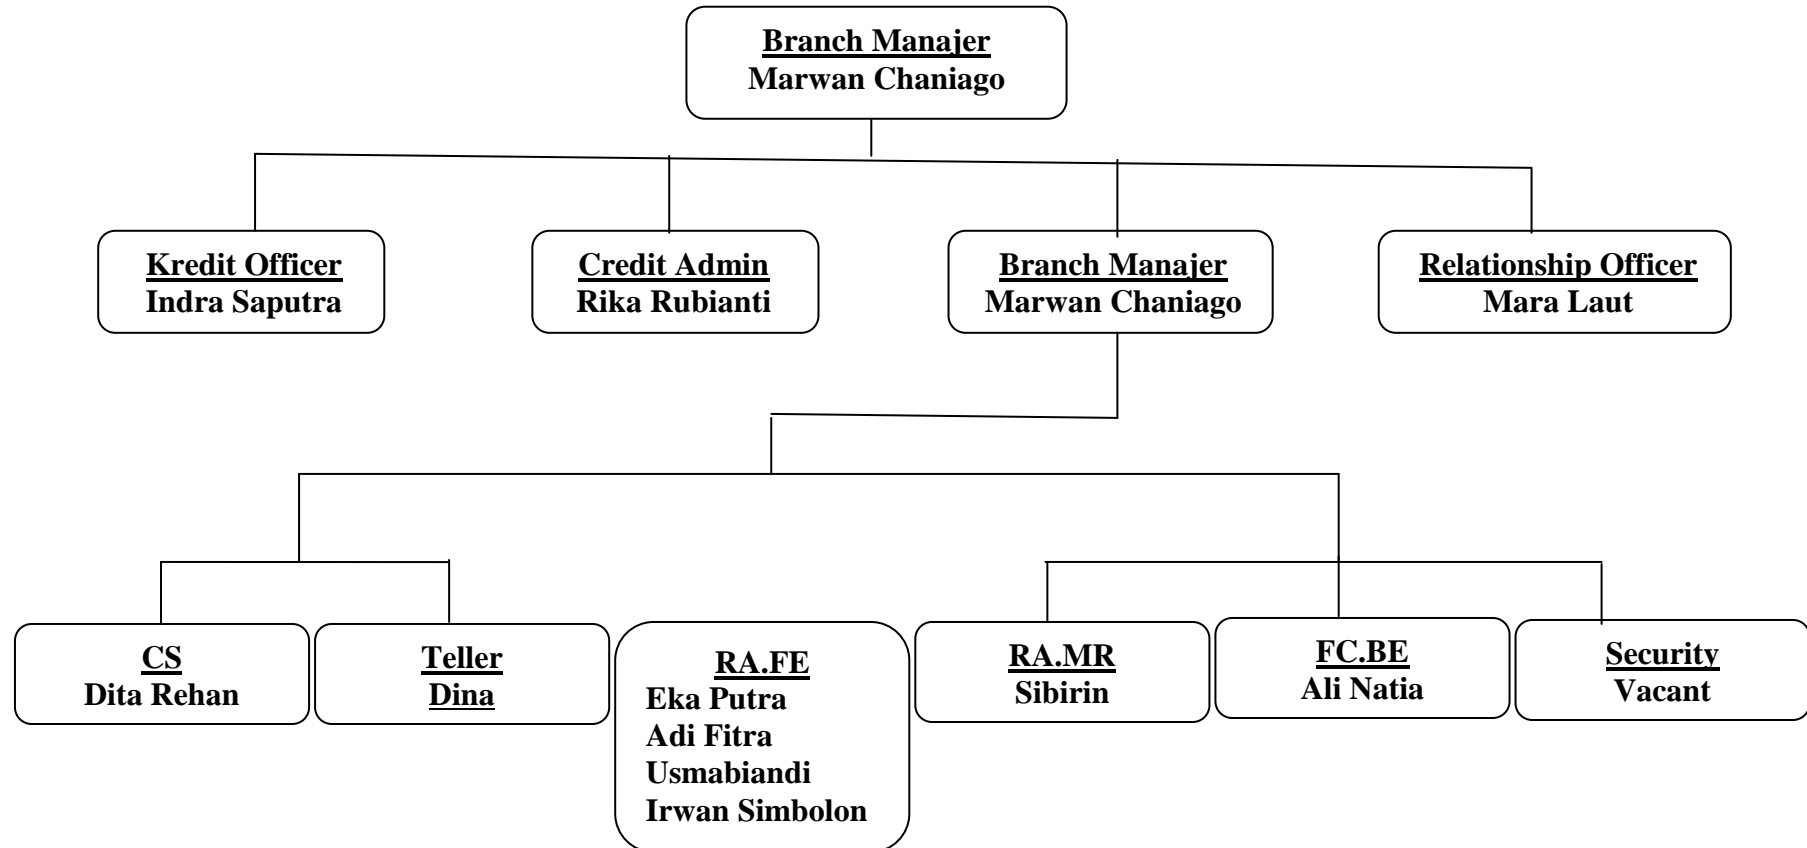 Branch Manajer
Marwan Chaniago
Kredit Officer
Indra Saputra
Credit Admin
Rika Rubianti
Branch Manajer
Marwan Chaniago
Relationship Officer
Mara Laut
CS
Dita Rehan
Teller
Dina
RA.FE
Eka Putra
Adi Fitra
Usmabiandi
Irwan Simbolon
RA.MR
Sibirin
FC.BE
Ali Natia
Security
Vacant